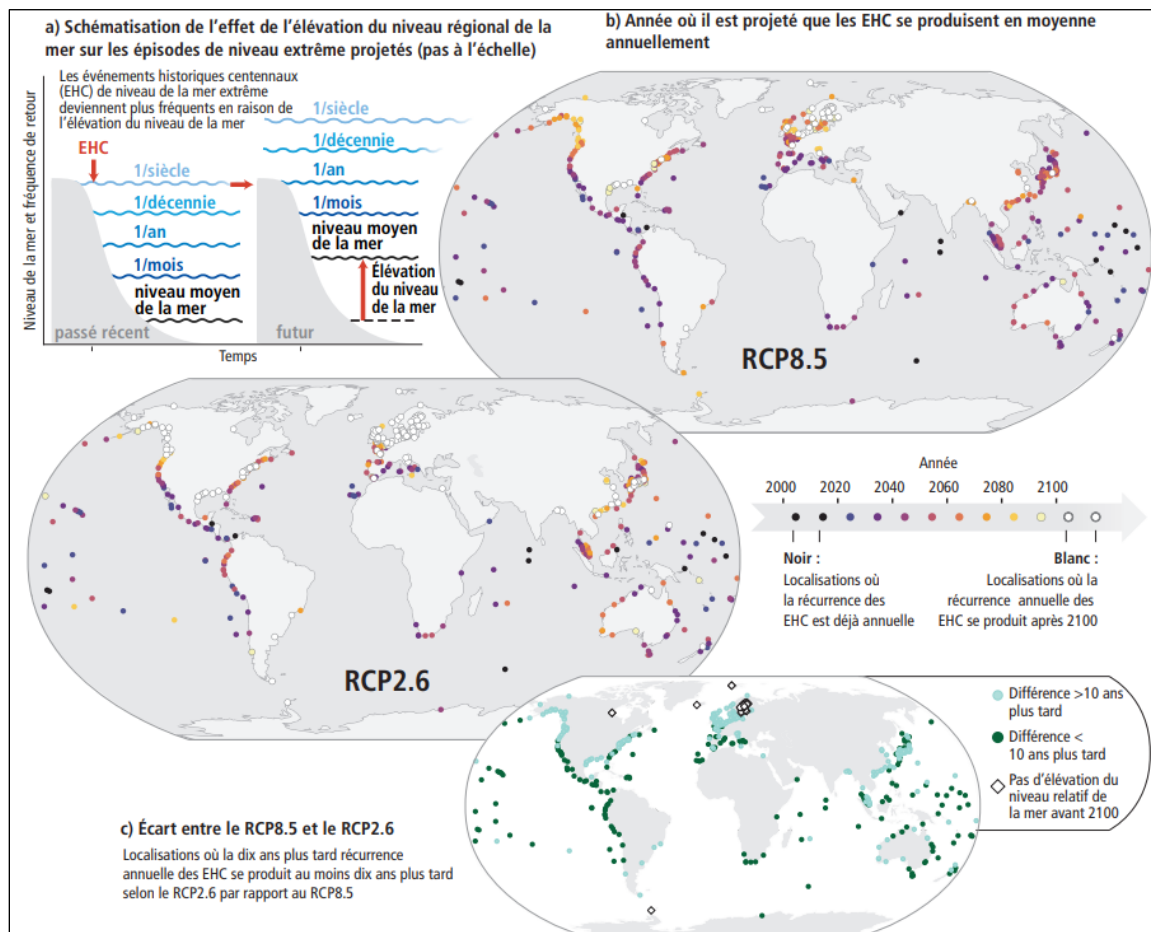 a) Schématisation de l'effet de l'élévation du niveau régional de la
mer sur les épisodes de niveau extrême projetés (pas à l'échelle)
Les événements historiques centennaux
(EHC) de niveau de la mer extrême
deviennent plus fréquents en raison de
l'élévation du niveau de la mer
Niveau de la mer et fréquence de retour
EHC
1/siècle
1/décennie
1/an
1/mois
niveau moyen
de la mer
passé récent
1/siècle
1/décennie
1/an
1/mois
niveau moyen
de la mer
Élévation
du niveau
de la mer
futur
Temps
b) Année où il est projeté que les EHC se produisent en moyenne
annuellement
RCP8.5
RCP2.6
Année
2000 2020 2040 2060 2080 2100
Noir :
Localisations où
la récurrence des
EHC est déjà annuelle
Blanc :
Localisations où la
récurrence annuelle des
EHC se produit après 2100
c) Écart entre le RCP8.5 et le RCP2.6
Localisations où la dix ans plus tard récurrence
annuelle des EHC se produit au moins dix ans plus tard
selon le RCP2.6 par rapport au RCP8.5
Différence >10 ans
plus tard
Différence <
10 ans plus tard
Pas d'élévation du
niveau relatif de
la mer avant 2100